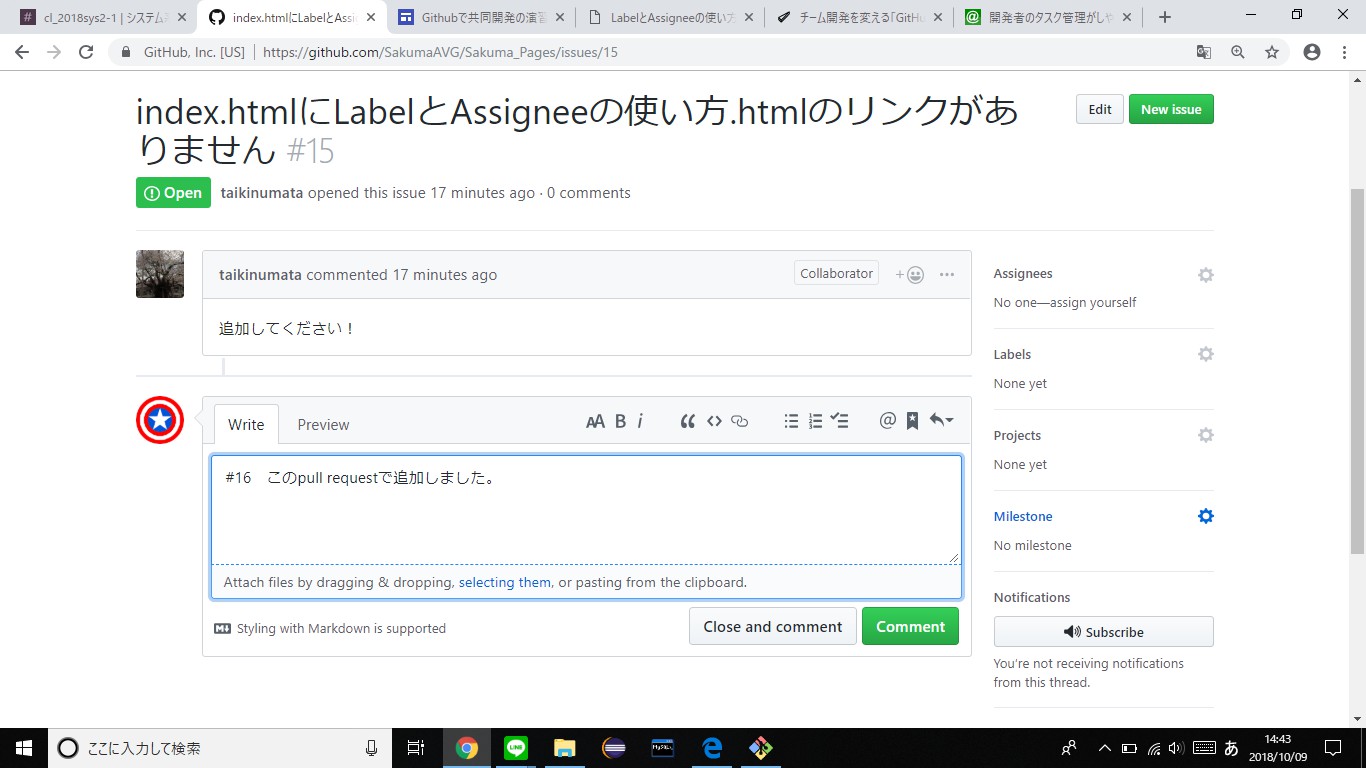 cl_2018sys2-1 | システ
index.htmlにLabelとAssi
Githubで共同開発の演習
LabelとAssigneeの使い方
チーム開発を変える「GitHu
開発者のタスク管理がし
GitHub, Inc. [US] | https://github.com/SakumaAVG/Sakuma_Pages/issues/15
index.htmlにLabelとAssigneeの使い方.htmlのリンクがあ
りません #15
Edit
New issue
Open
taikinumata opened this issue 17 minutes ago · 0 comments
taikinumata commented 17 minutes ago
Collaborator
追加してください！
Write
Preview
AA B i
#16　このpull requestで追加しました。
Attach files by dragging & dropping, selecting them, or pasting from the clipboard.
Styling with Markdown is supported
Close and comment
Comment
Assignees
No one—assign yourself
Labels
None yet
Projects
None yet
Milestone
No milestone
Notifications
Subscribe
You're not receiving notifications
from this thread.
ここに入力して検索
LINE
MySQL
あ
14:43
2018/10/09